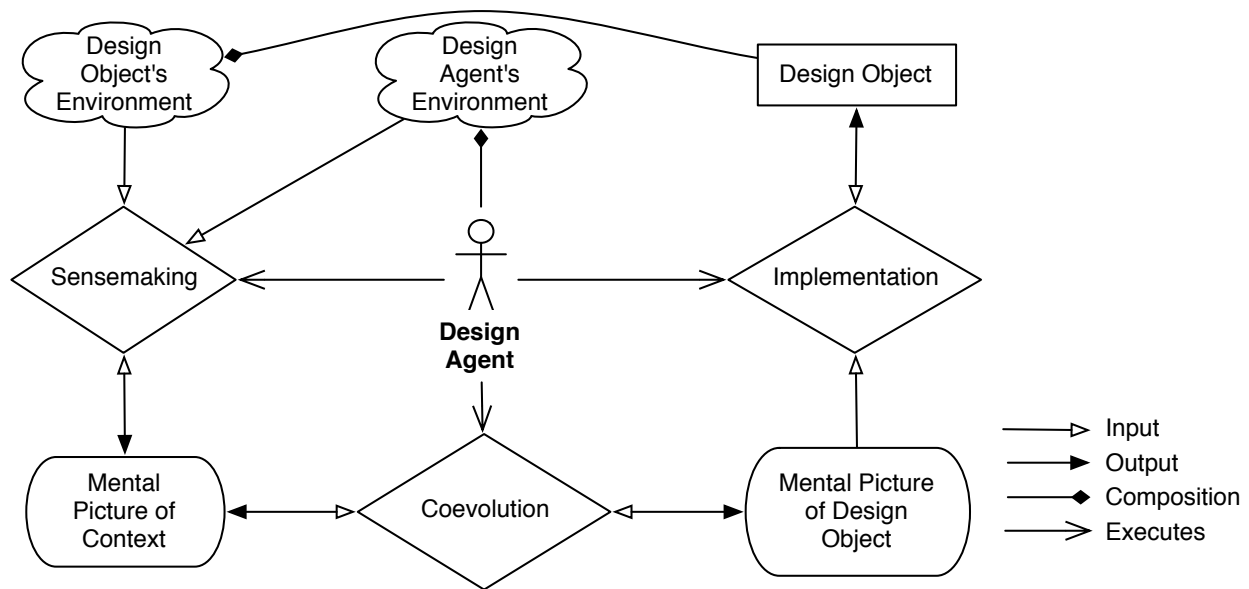 Design
Object's
Environment
Design
Agent's
Environment
Design Object
Sensemaking
Implementation
Design
Agent
Mental
Picture of
Context
Coevolution
Mental Picture
of Design
Object
Input
Output
Composition
Executes